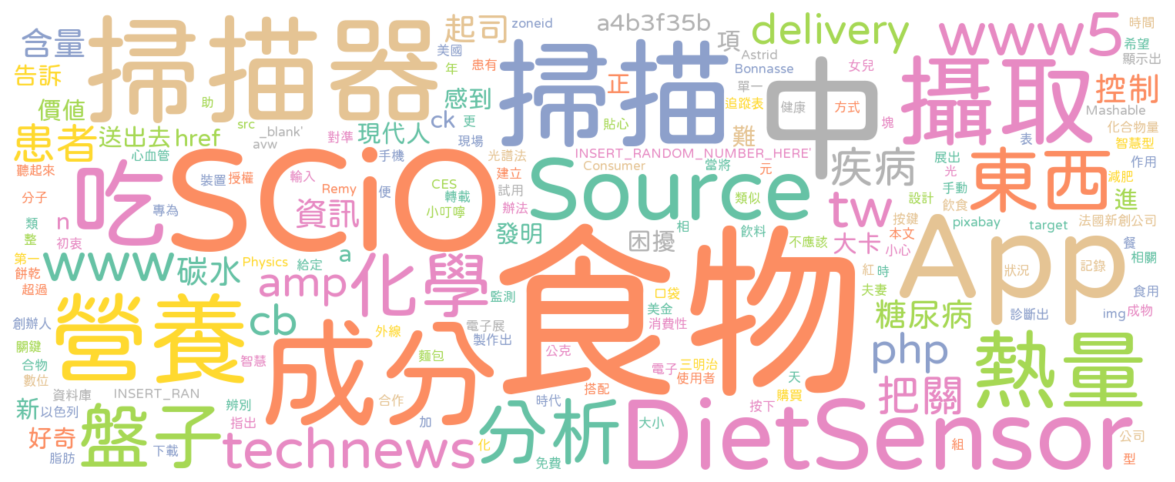 含量
掃描器
起司
zoneid
美國
年
患有
a4b3f35b
項
Astrid
Bonnasse
delivery
女兒
www5
時間
希望
顯示出
告訴
價值
患者
送出去
href
src
助
_blank'
avw
對準
現代人
感到
ck
更
現場
掃描
正
貼心
難
單一
追蹤表
中
健康
方式
塊
攝取
控制
Mashable
化合物量
智慧型
作用
減肥
聽起來
分子
心血管
吃
裝置
授權
SCiO
手機
輸入
Remy
便
轉載
CES
小叮嚀
光譜法
建立
試用
辦法
INSERT_RANDOM_NUMBER_HERE'
Consumer
當將
元
Source
類似
相
飲料
疾病
tw
展出
光
設計
手動
飲食
東西
進
表
類
整
n
專為
初衷
資訊
發明
困擾
不應該
大卡
小心
按鍵
本文
pixabay
target
法國新創公司
第一
餅乾
超過
www
碳水
Physics
給定
a
amp
化學
監測
食物
口袋
美金
消費性
紅
時
夫妻
App
狀況
記錄
餐
相關
食用
成物
img
診斷出
糖尿病
創辦人
關鍵
合物
數位
營養
cb
智慧
成分
外線
電子展
製作出
麵包
公克
電子
三明治
使用者
天
php
熱量
資料庫
INSERT_RAN
新
以色列
好奇
脂肪
盤子
下載
辨別
指出
technews
合作
加
化
時代
分析
搭配
免費
大小
購買
按下
DietSensor
把關
組
公司
型